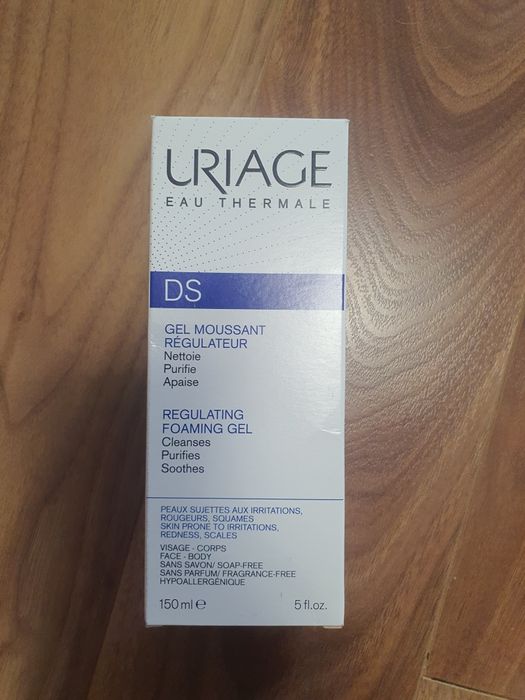 URIAGE
EAU THERMALE
DS
GEL MOUSSANT
RÉGULATEUR
Nettoie
Purifie
Apaise
REGULATING
FOAMING GEL
Cleanses
Purifies
Soothes
PEAUX SUJETTES AUX IRRITATIONS,
ROUGEURS, SQUAMES
SKIN PRONE TO IRRITATIONS,
REDNESS, SCALES
VISAGE - CORPS
FACE - BODY
SANS SAVON/ SOAP-FREE
SANS PARFUM/ FRAGRANCE-FREE
HYPOALLERGÉNIQUE
150 ml ℮ 5 fl.oz.